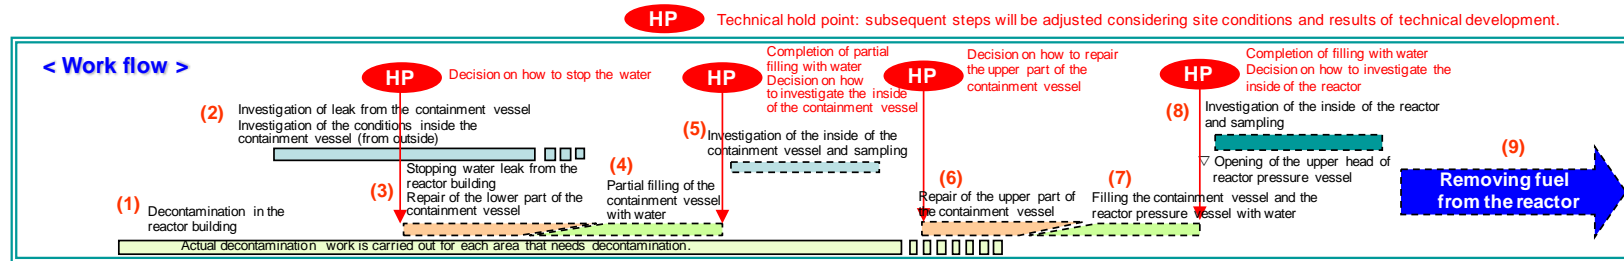 HP Technical hold point: subsequent steps will be adjusted considering site conditions and results of technical development.
< Work flow >
HP
Decision on how to stop the water
HP
Completion of partial
filling with water
Decision on how
to investigate the inside
of the containment vessel
HP
Decision on how to repair
the upper part of the
containment vessel
HP
Completion of filling with water
Decision on how to investigate the
inside of the reactor
(2)
Investigation of leak from the containment vessel
Investigation of the conditions inside the
containment vessel (from outside)
(5)
Investigation of the inside of the
containment vessel and sampling
(8)
Investigation of the inside of the reactor
and sampling
▽ Opening of the upper head of
reactor pressure vessel
(9)
Removing fuel
from the reactor
(3)
Stopping water leak from the
reactor building
Repair of the lower part of the
containment vessel
(4)
Partial filling of the
containment vessel
with water
(6)
Repair of the upper part of
the containment vessel
(7)
Filling the containment vessel and the
reactor pressure vessel with water
(1)
Decontamination in the
reactor building
Actual decontamination work is carried out for each area that needs decontamination.